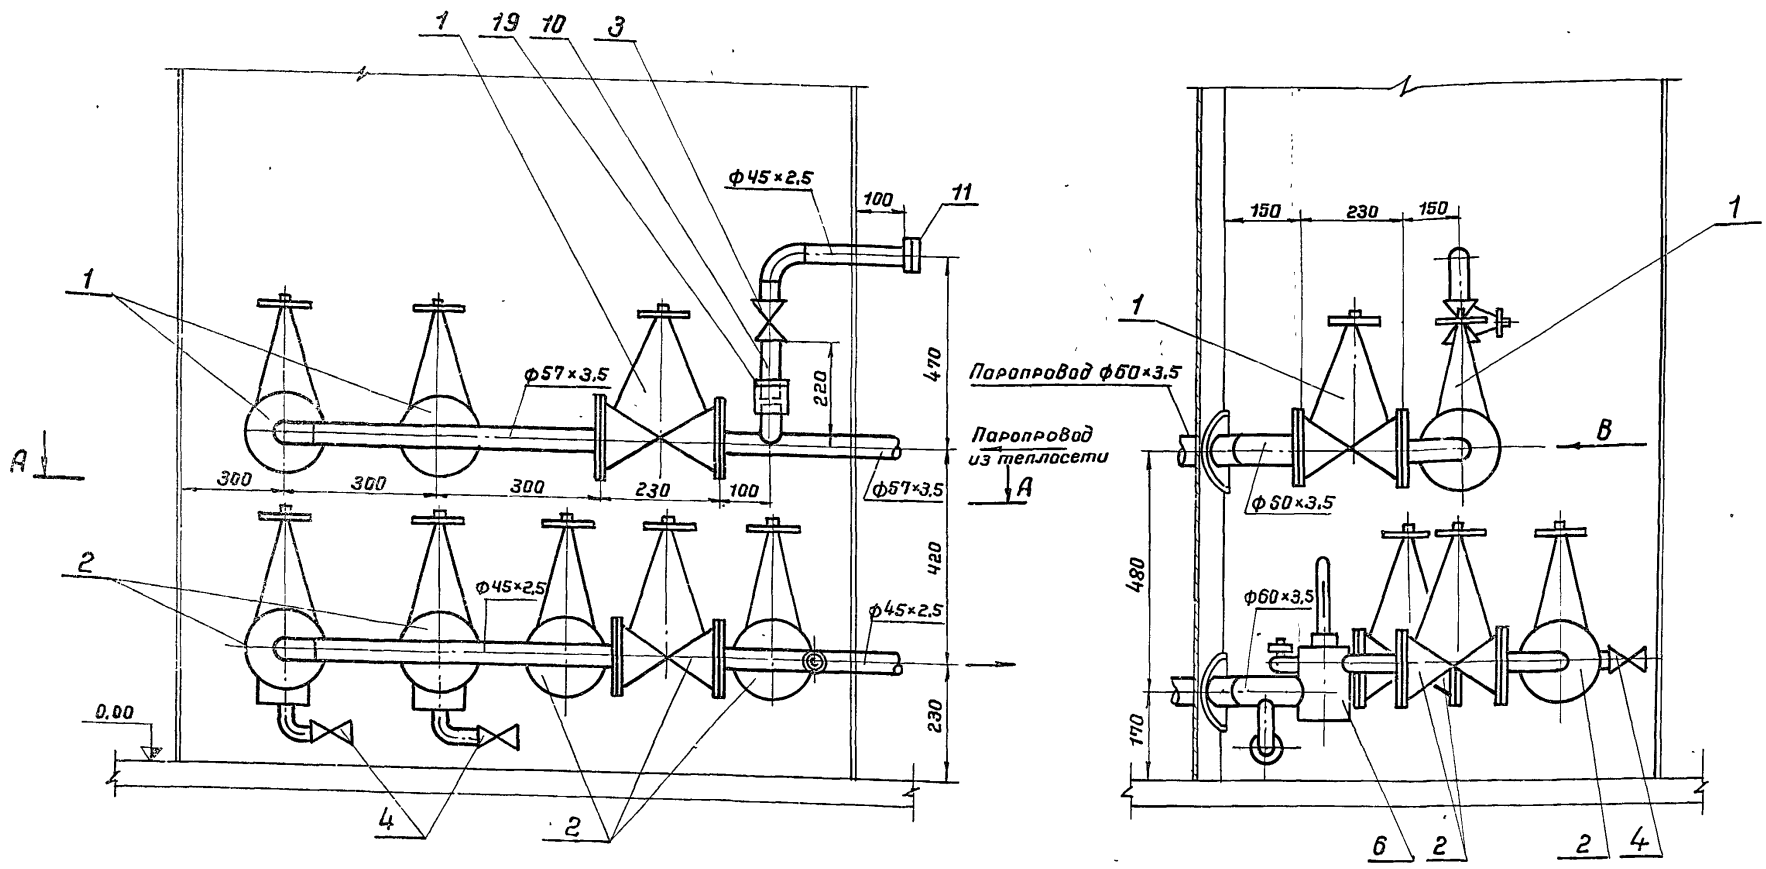 1 19 10 3
ф45×2,5
100
11
1
ф57×3,5
220
470
А
Паропровод
из теплосети
А
300 300 300 230 100
ф57×3,5
2
ф45×2,5
420
ф45×2,5
0.00
230
4
2
150 230 150
1
1
Паропровод ф60×3.5
В
ф60×3.5
480
ф60×3,5
170
6 2 2 4